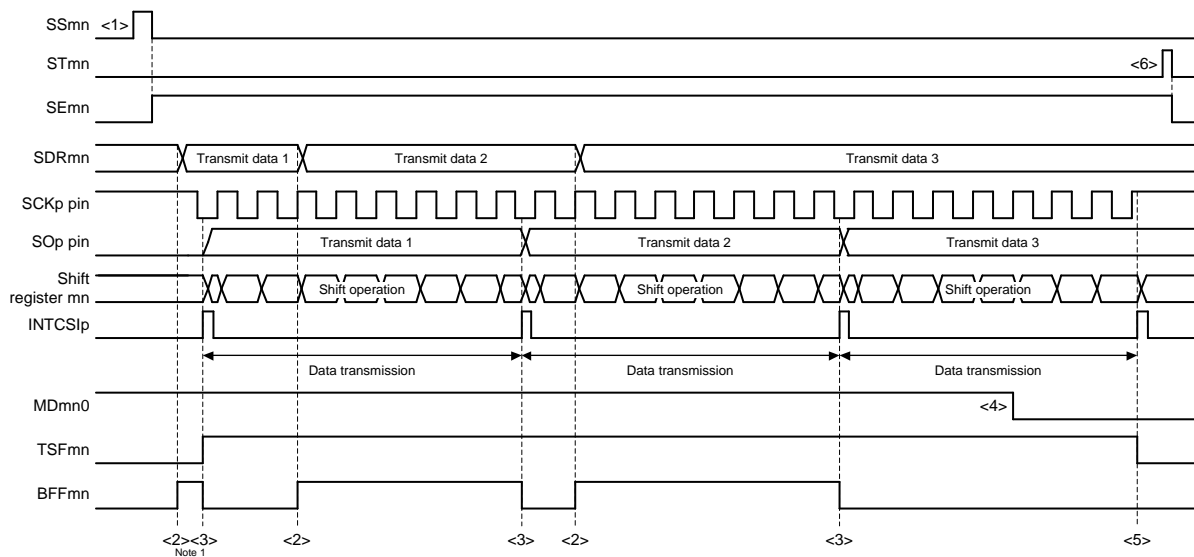 SSmn <1>
STmn <6>
SEmn
SDRmn Transmit data 1 Transmit data 2 Transmit data 3
SCKp pin
SOp pin Transmit data 1 Transmit data 2 Transmit data 3
Shift
register mn Shift operation Shift operation Shift operation
INTCSIp
Data transmission Data transmission Data transmission
MDmn0 <4>
TSFmn
BFFmn
<2><3> <2> <3> <2> <3> <5>
Note 1